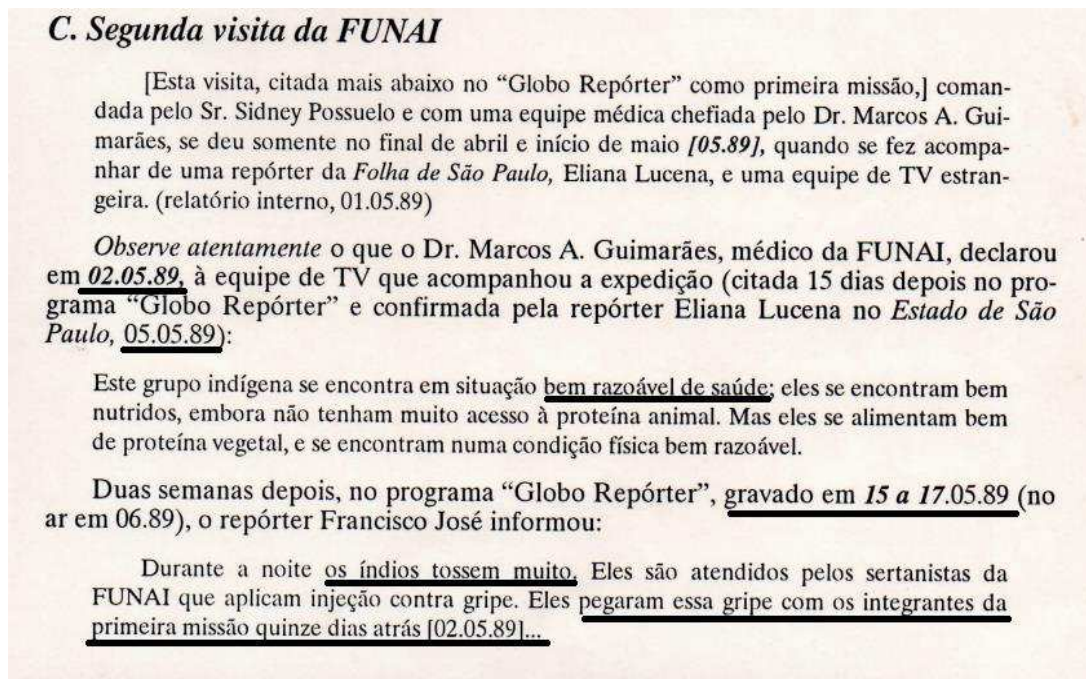 C. Segunda visita da FUNAI
[Esta visita, citada mais abaixo no “Globo Repórter” como primeira missão,] coman-
dada pelo Sr. Sidney Possuelo e com uma equipe médica chefiada pelo Dr. Marcos A. Gui-
marães, se deu somente no final de abril e início de maio [05.89], quando se fez acompa-
nhar de uma repórter da Folha de São Paulo, Eliana Lucena, e uma equipe de TV estran-
geira. (relatório interno, 01.05.89)
Observe atentamente o que o Dr. Marcos A. Guimarães, médico da FUNAI, declarou
em 02.05.89, à equipe de TV que acompanhou a expedição (citada 15 dias depois no pro-
grama “Globo Repórter” e confirmada pela repórter Eliana Lucena no Estado de São
Paulo, 05.05.89):
Este grupo indígena se encontra em situação bem razoável de saúde; eles se encontram bem
nutridos, embora não tenham muito acesso à proteína animal. Mas eles se alimentam bem
de proteína vegetal, e se encontram numa condição física bem razoável.
Duas semanas depois, no programa “Globo Repórter”, gravado em 15 a 17.05.89 (no
ar em 06.89), o repórter Francisco José informou:
Durante a noite os índios tossem muito. Eles são atendidos pelos sertanistas da
FUNAI que aplicam injeção contra gripe. Eles pegaram essa gripe com os integrantes da
primeira missão quinze dias atrás [02.05.89]...